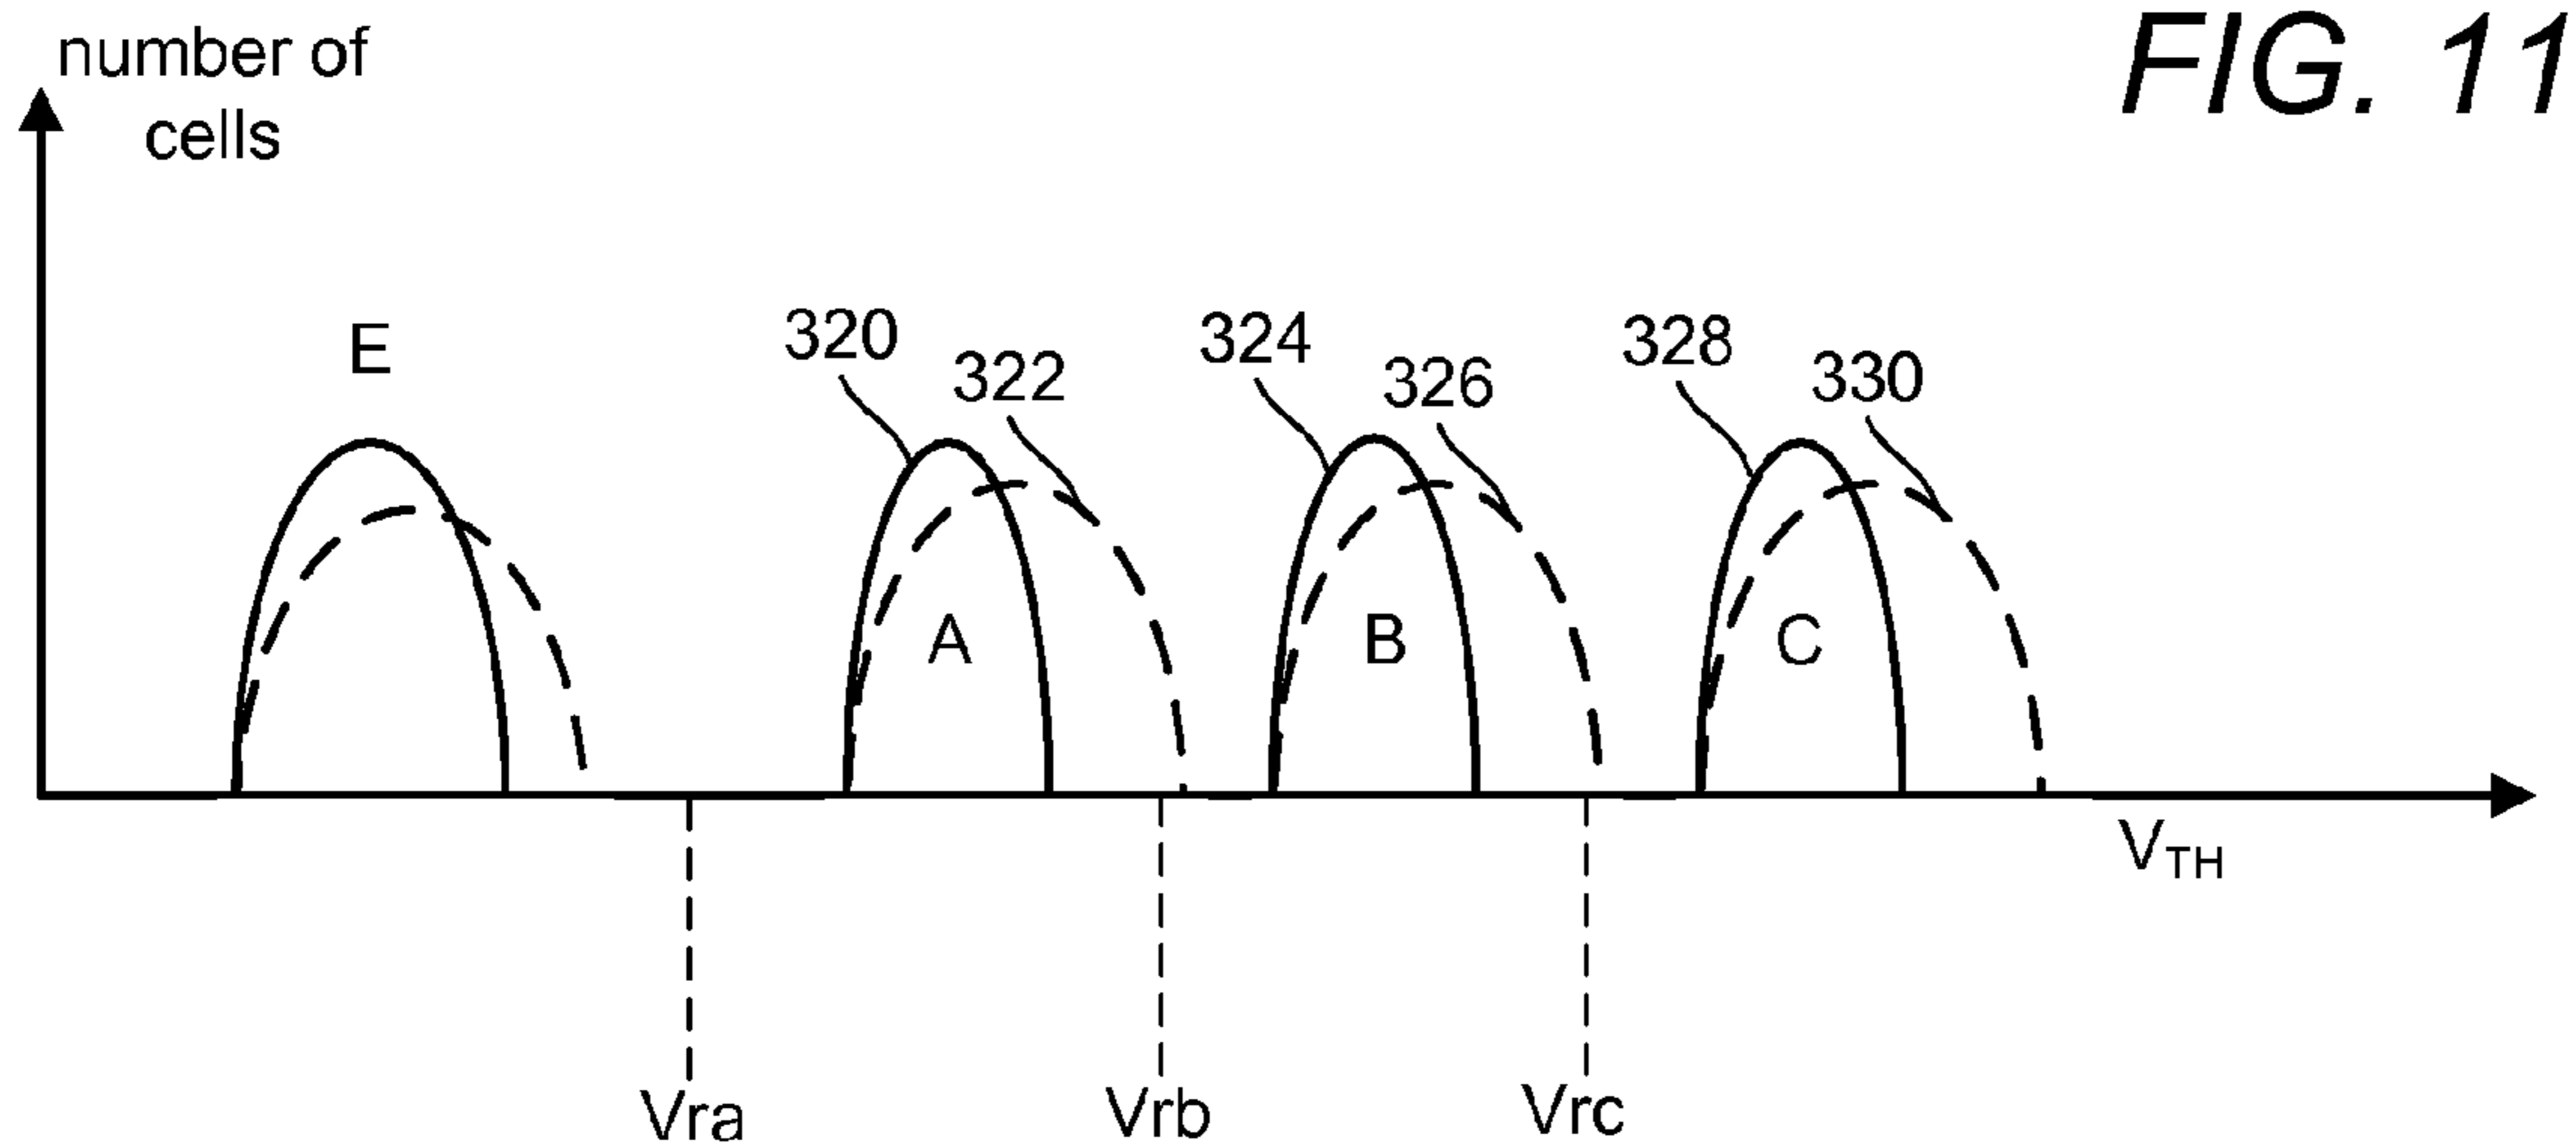 FIG. 11
number of
cells
E
320
322
324
326
328
330
A
B
C
VTH
Vra
Vrb
Vrc